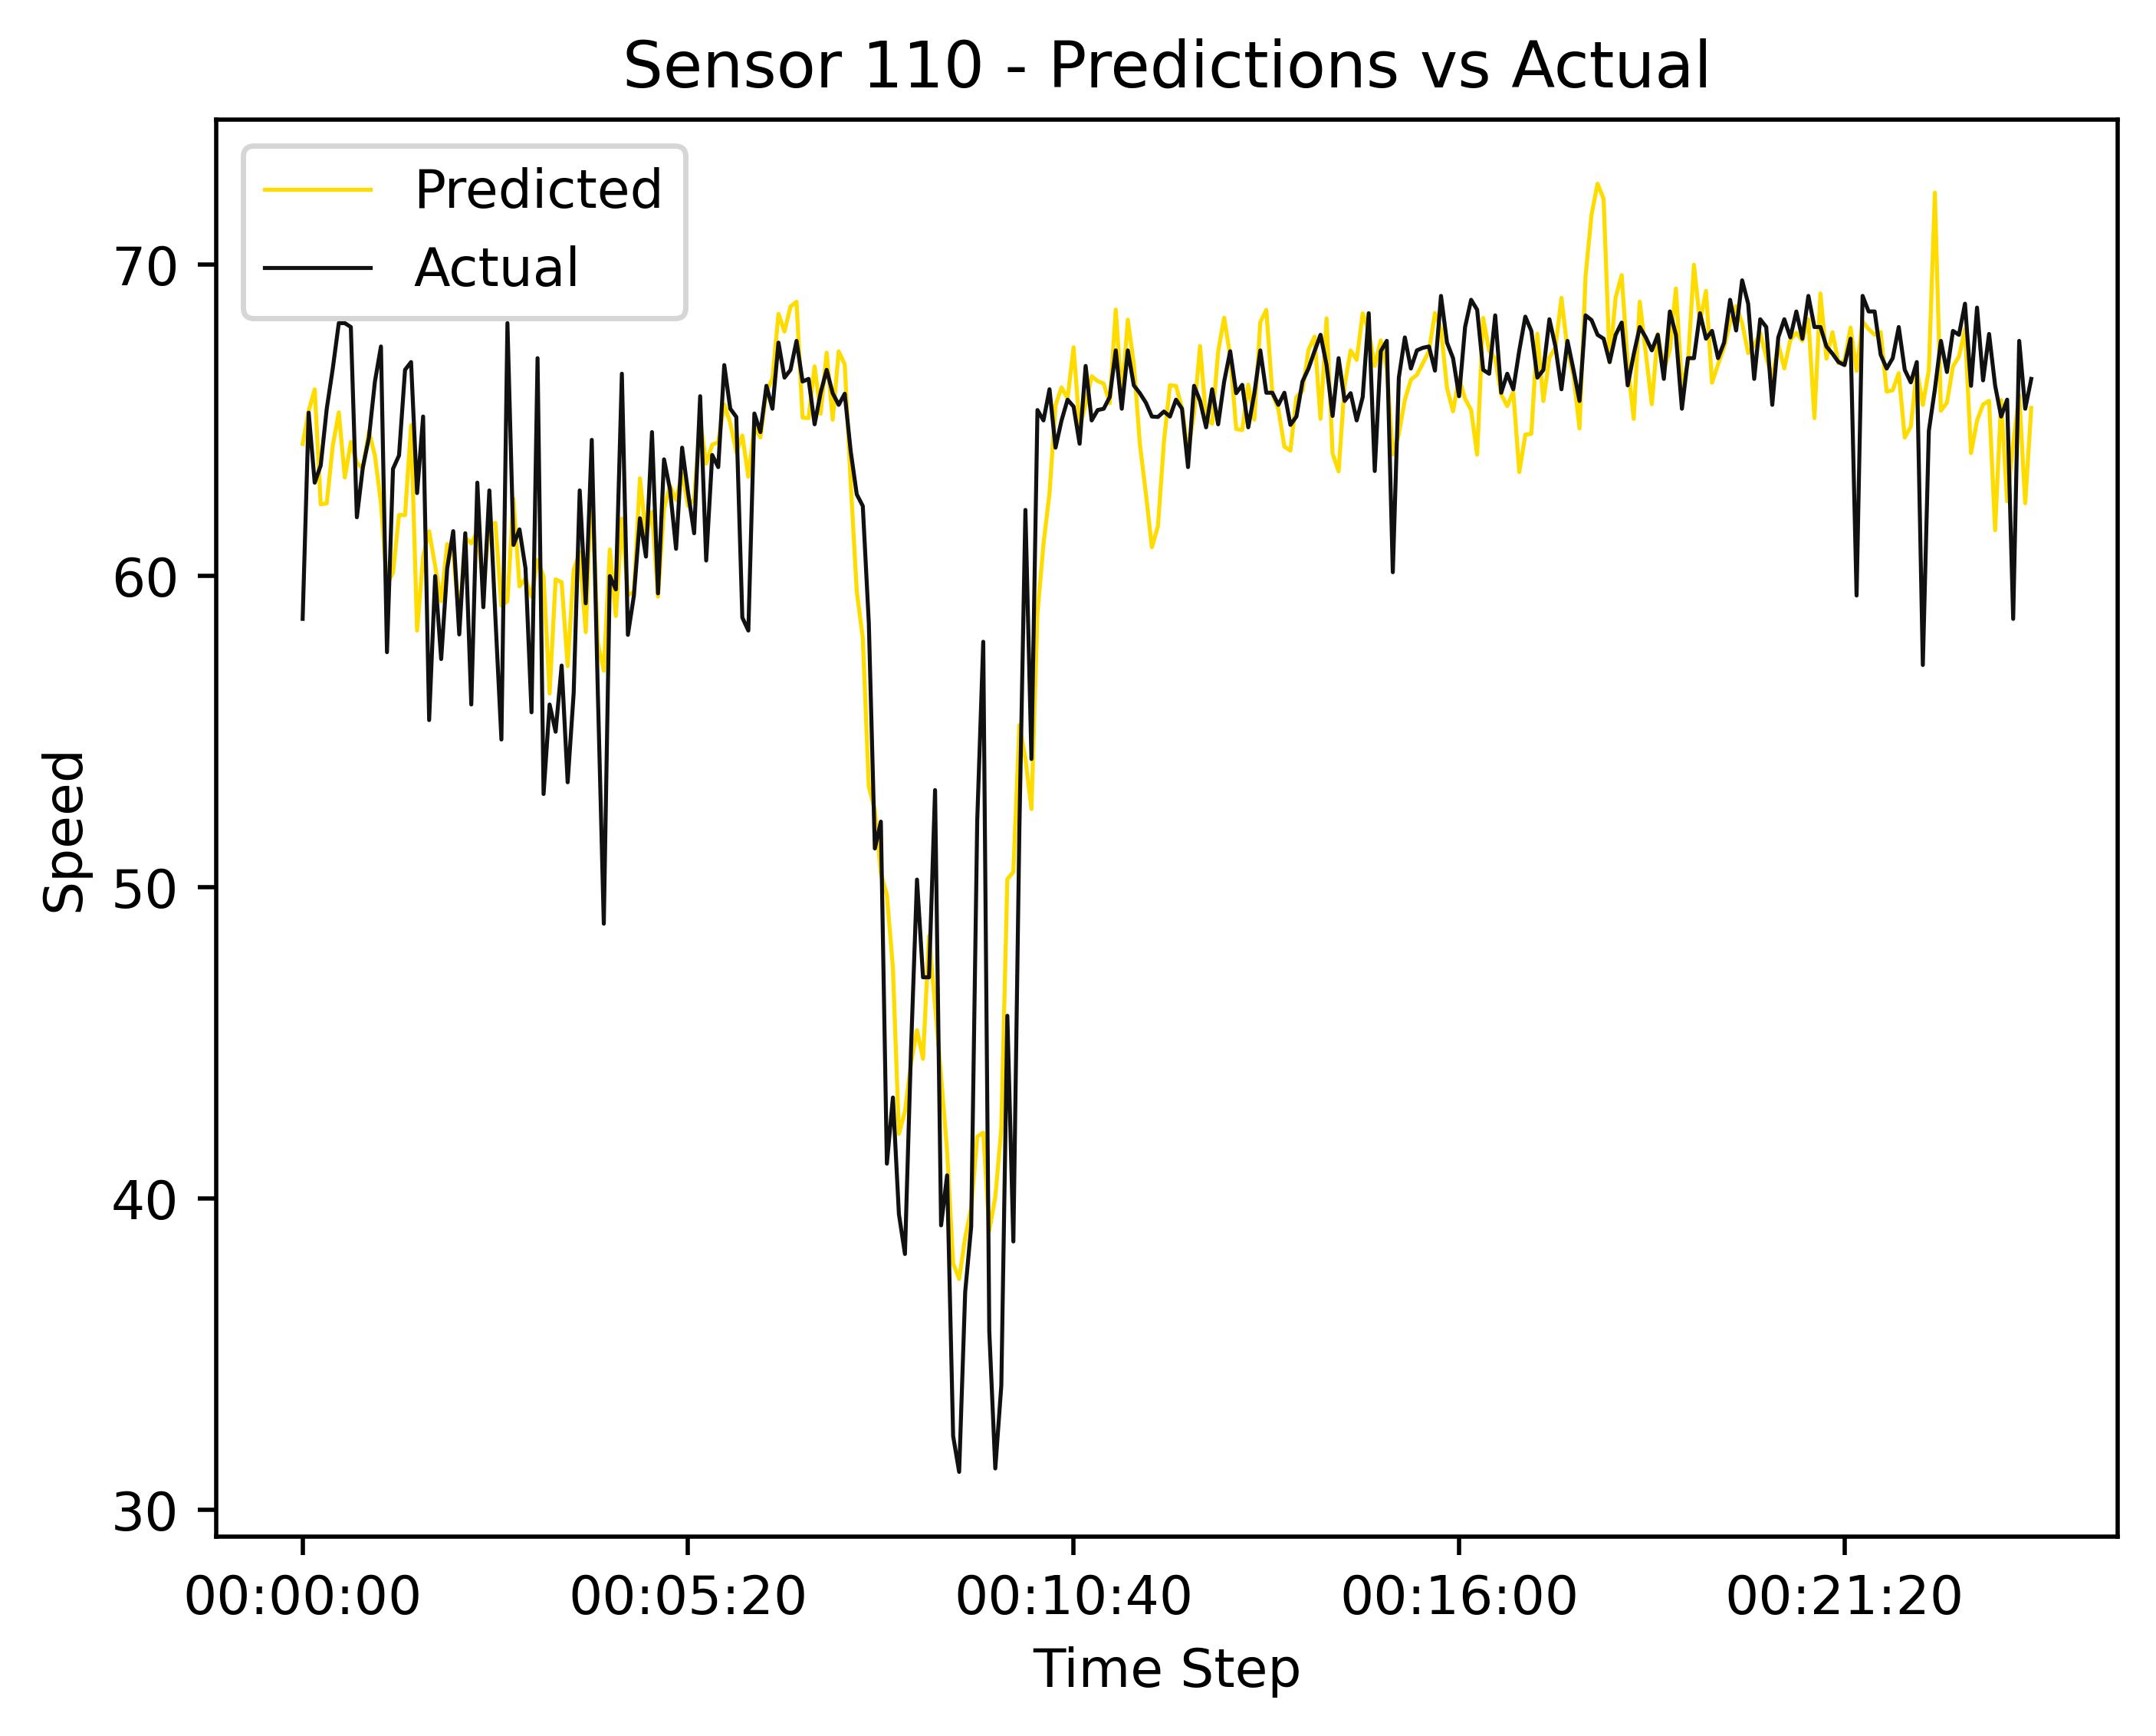 Sensor 110 - Predictions vs Actual
Predicted
Actual
70
60
50
40
30
Speed
00:00:00
00:05:20
00:10:40
00:16:00
00:21:20
Time Step